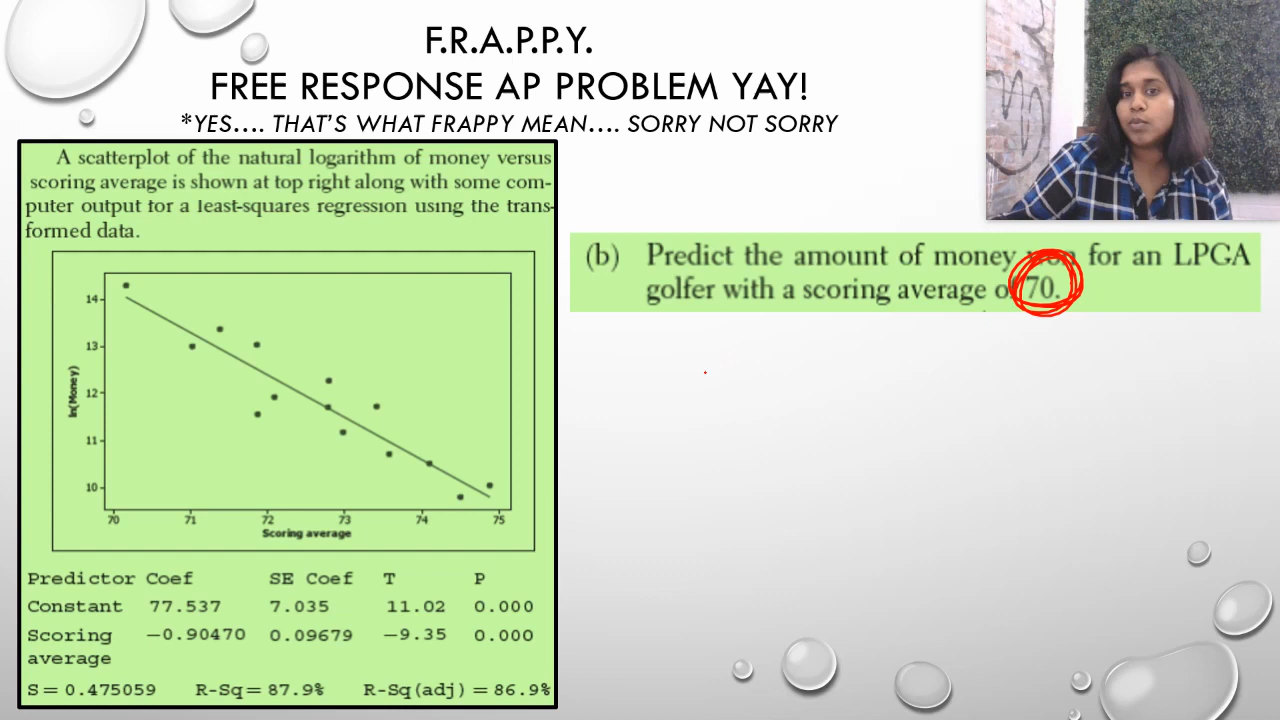 F.R.A.P.P.Y.
FREE RESPONSE AP PROBLEM YAY!
*YES.... THAT'S WHAT FRAPPY MEAN.... SORRY NOT SORRY
A scatterplot of the natural logarithm of money versus
scoring average is shown at top right along with some com-
puter output for a least-squares regression using the trans-
formed data.
14
13
12
11
10
ln(Money)
70 71 72 73 74 75
Scoring average
Predictor Coef SE Coef T P
Constant 77.537 7.035 11.02 0.000
Scoring −0.90470 0.09679 −9.35 0.000
average
S = 0.475059 R-Sq = 87.9% R-Sq(adj) = 86.9%
(b) Predict the amount of money won for an LPGA
golfer with a scoring average of 70.